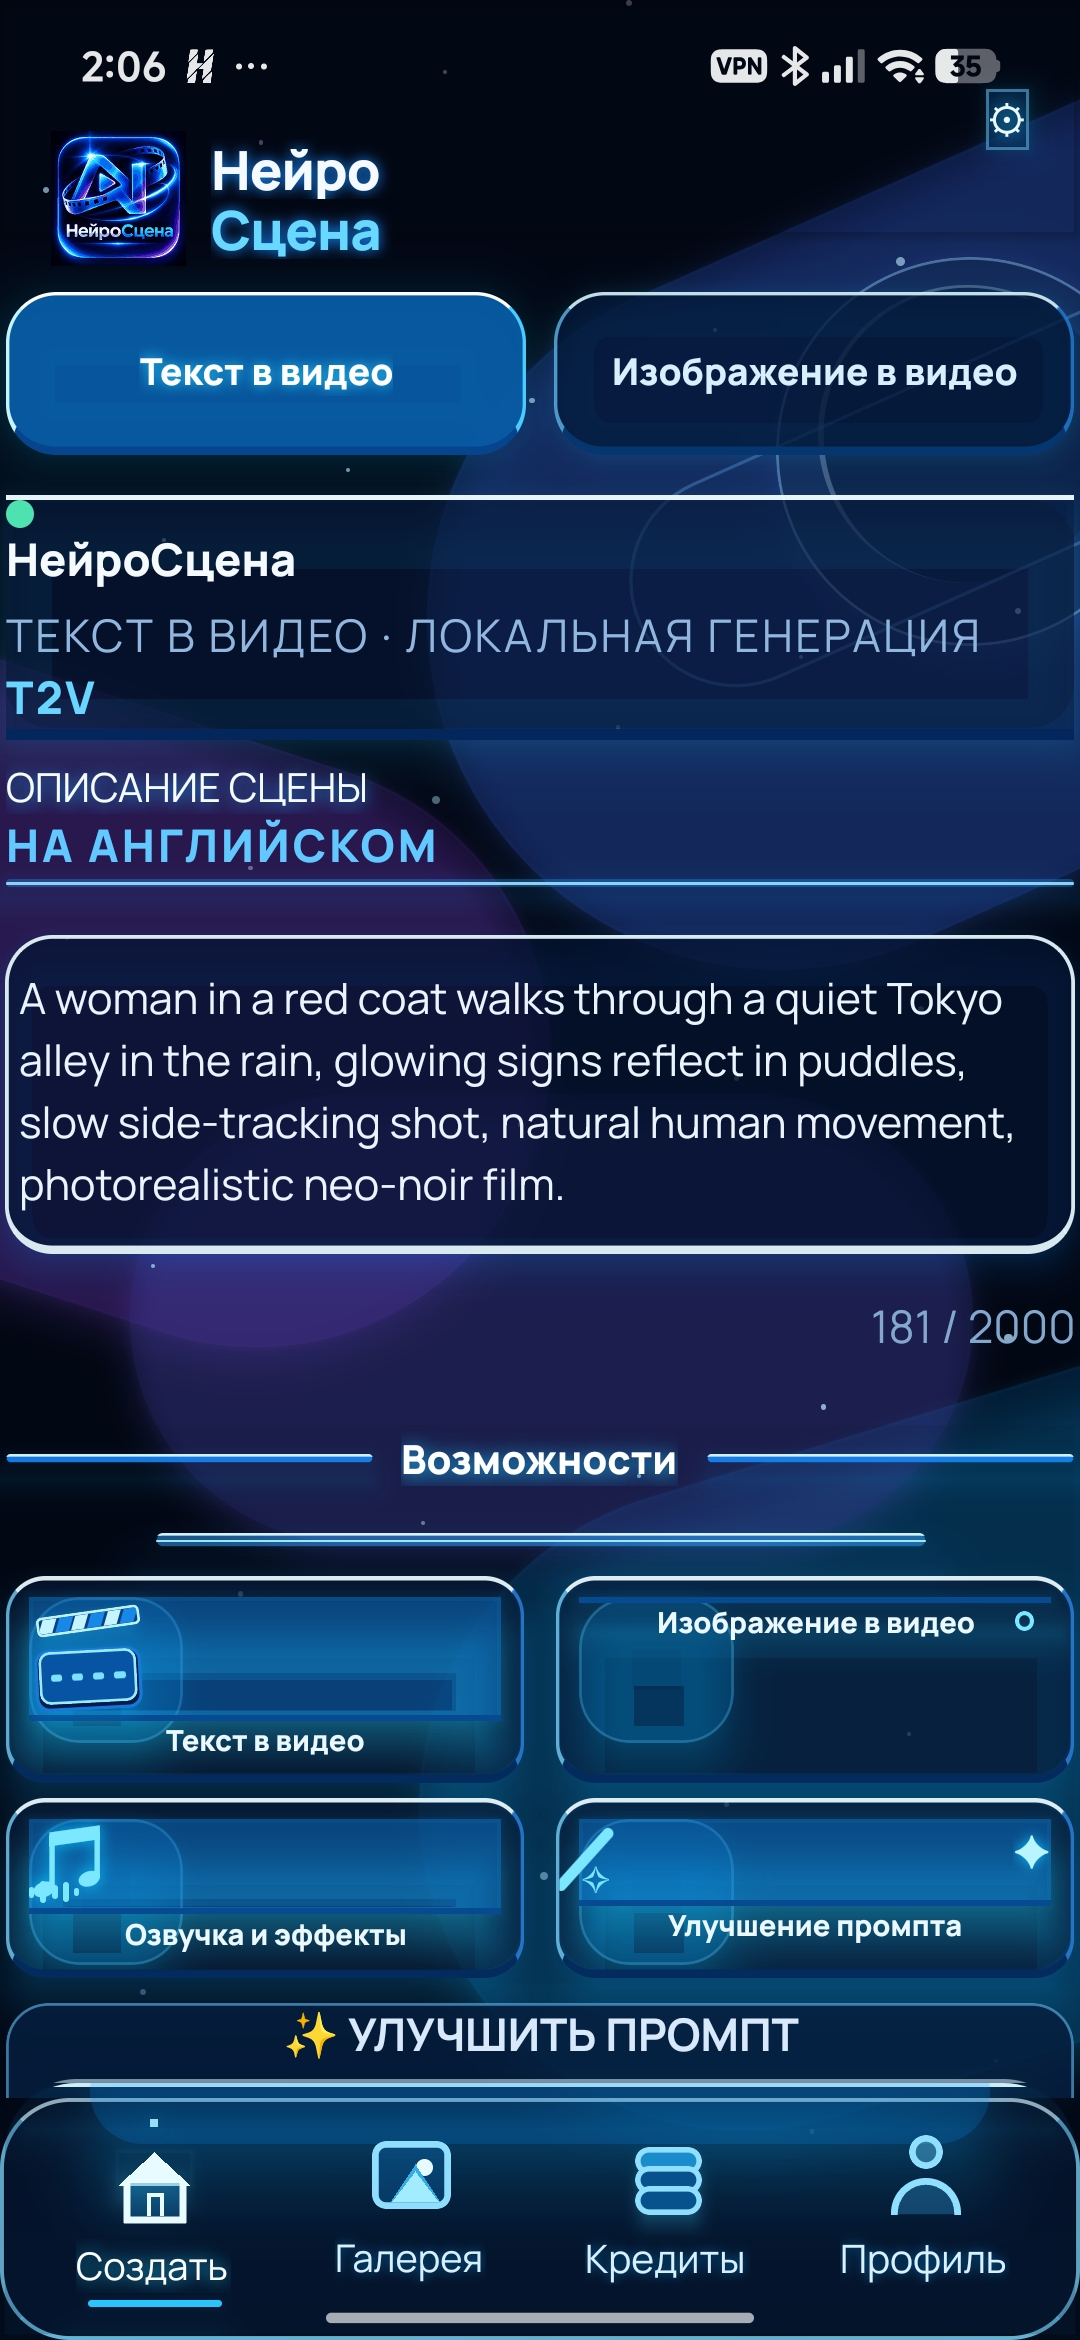 2:06
VPN
35
НейроСцена
Нейро
Сцена
Текст в видео
Изображение в видео
НейроСцена
ТЕКСТ В ВИДЕО · ЛОКАЛЬНАЯ ГЕНЕРАЦИЯ
T2V
ОПИСАНИЕ СЦЕНЫ
НА АНГЛИЙСКОМ
A woman in a red coat walks through a quiet Tokyo
alley in the rain, glowing signs reflect in puddles,
slow side-tracking shot, natural human movement,
photorealistic neo-noir film.
181 / 2000
Возможности
Текст в видео
Изображение в видео
Озвучка и эффекты
Улучшение промпта
✨ УЛУЧШИТЬ ПРОМПТ
Создать
Галерея
Кредиты
Профиль